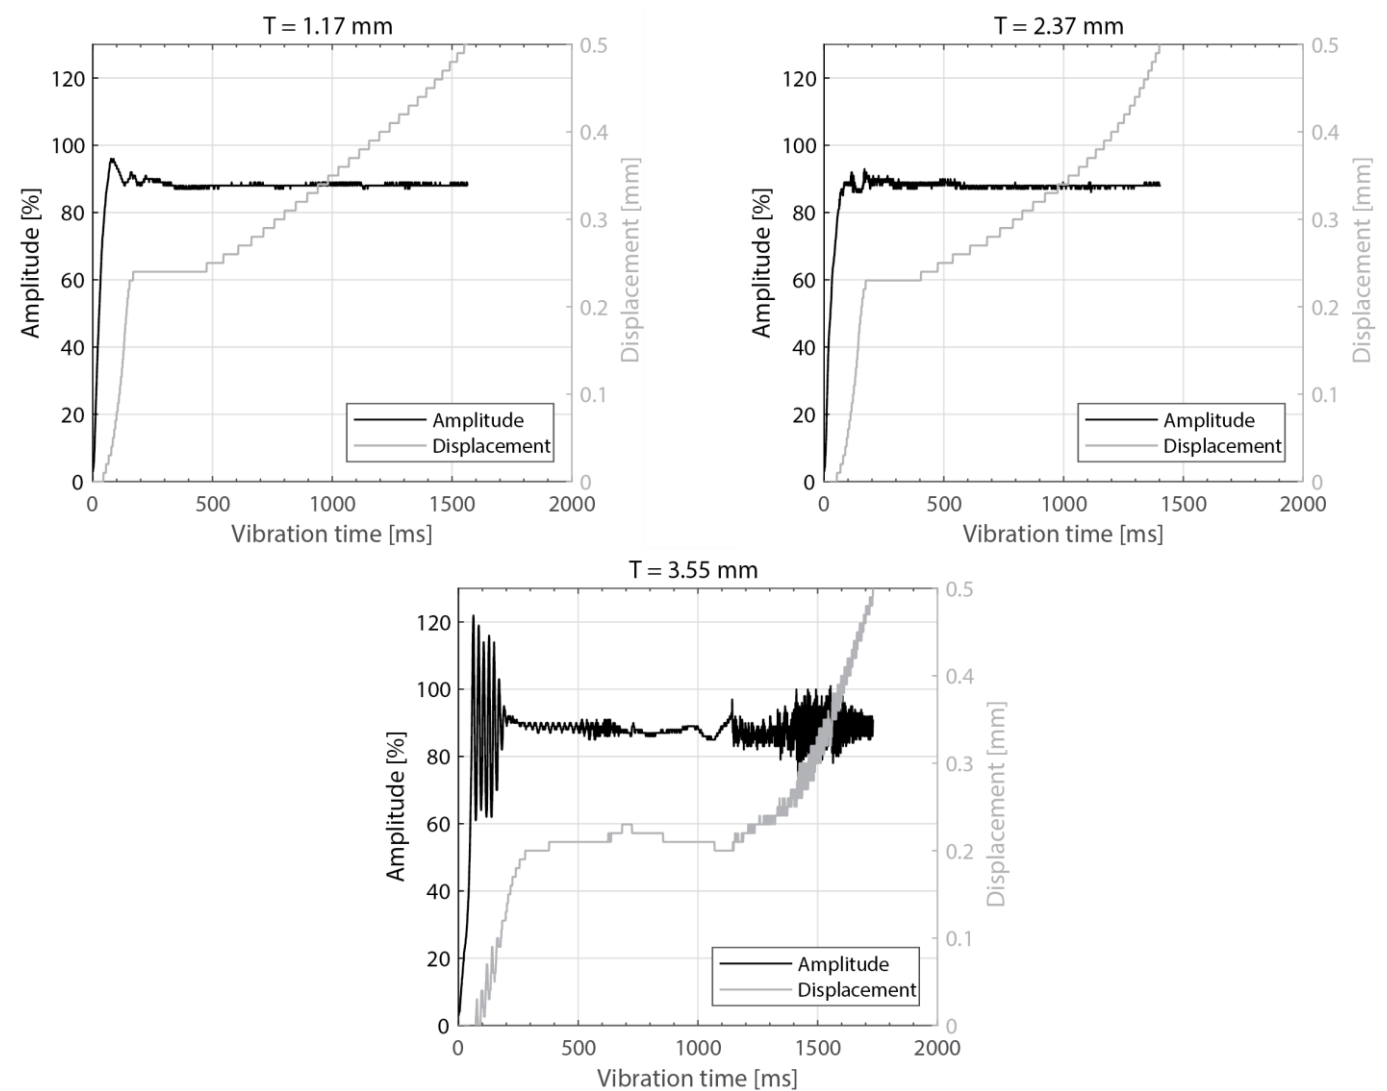 T = 1.17 mm
120
100
80
60
40
20
0
Amplitude [%]
0.5
0.4
0.3
0.2
0.1
0
Displacement [mm]
Amplitude
Displacement
0 500 1000 1500 2000
Vibration time [ms]
T = 2.37 mm
120
100
80
60
40
20
0
Amplitude [%]
0.5
0.4
0.3
0.2
0.1
0
Displacement [mm]
Amplitude
Displacement
0 500 1000 1500 2000
Vibration time [ms]
T = 3.55 mm
120
100
80
60
40
20
0
Amplitude [%]
0.5
0.4
0.3
0.2
0.1
0
Displacement [mm]
Amplitude
Displacement
0 500 1000 1500 2000
Vibration time [ms]